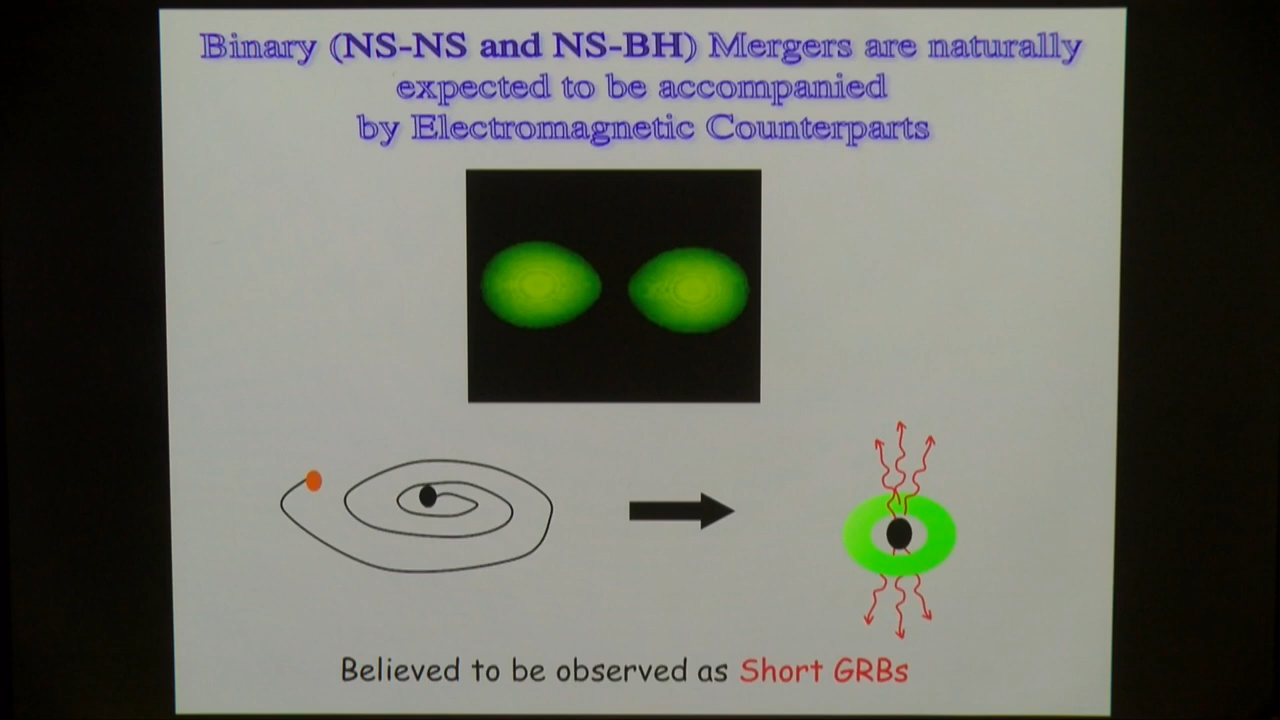 Binary (NS-NS and NS-BH) Mergers are naturally
expected to be accompanied
by Electromagnetic Counterparts
Believed to be observed as Short GRBs